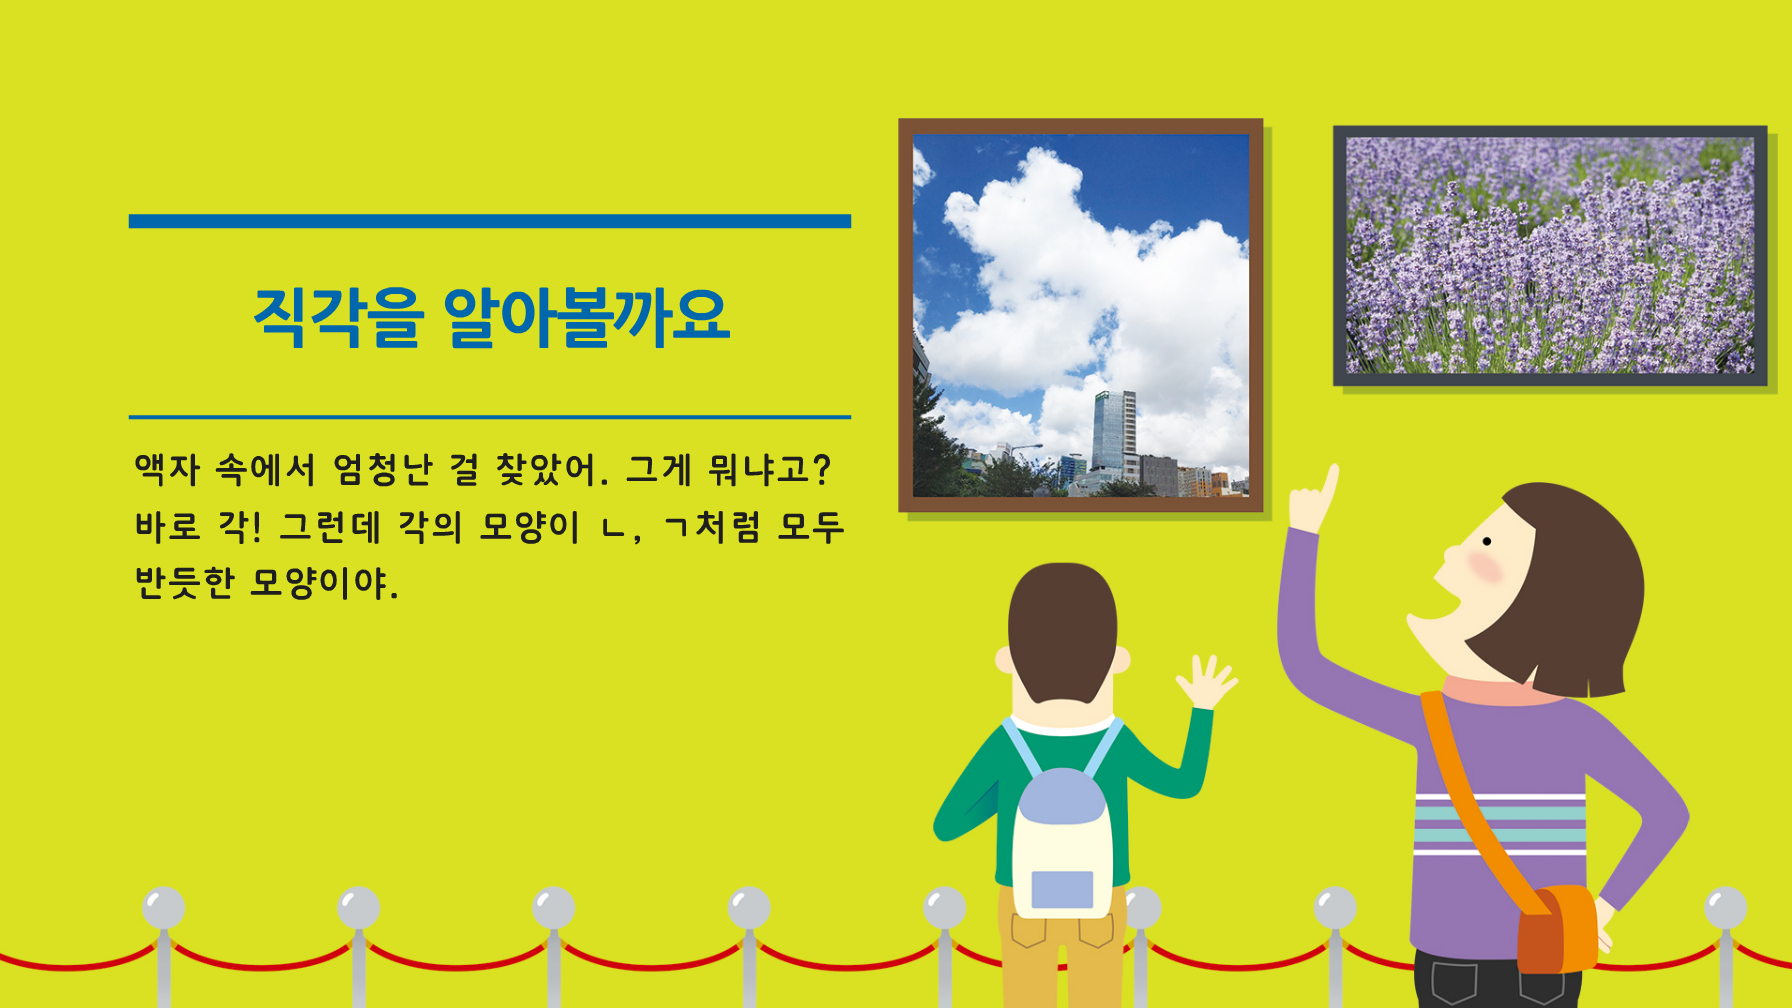 직각을 알아볼까요
액자 속에서 엄청난 걸 찾았어. 그게 뭐냐고?
바로 각! 그런데 각의 모양이 ㄴ, ㄱ처럼 모두
반듯한 모양이야.